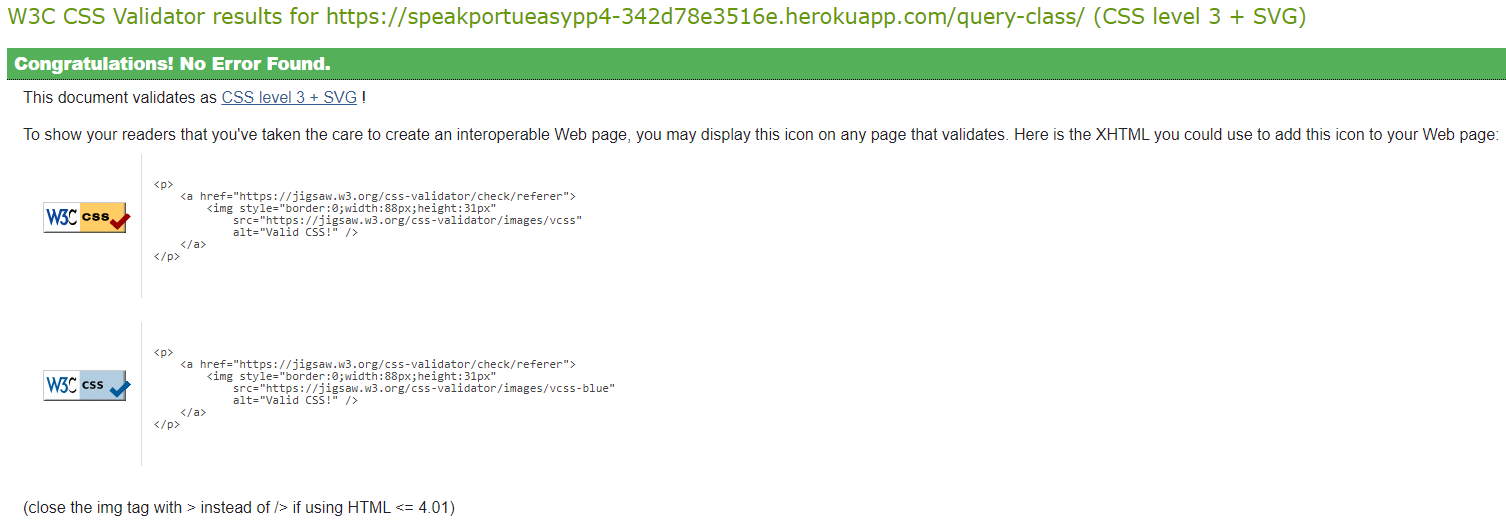 W3C CSS Validator results for https://speakportueasypp4-342d78e3516e.herokuapp.com/query-class/ (CSS level 3 + SVG)
Congratulations! No Error Found.
This document validates as CSS level 3 + SVG !
To show your readers that you've taken the care to create an interoperable Web page, you may display this icon on any page that validates. Here is the XHTML you could use to add this icon to your Web page:
<p>
<a href="https://jigsaw.w3.org/css-validator/check/referer">
<img style="border:0;width:88px;height:31px"
W3C css
src="https://jigsaw.w3.org/css-validator/images/vcss"
alt="Valid CSS!" />
</a>
</p>
<p>
<a href="https://jigsaw.w3.org/css-validator/check/referer">
<img style="border:0;width:88px;height:31px"
W3C css
src="https://jigsaw.w3.org/css-validator/images/vcss-blue"
alt="Valid CSS!" />
</a>
</p>
(close the img tag with > instead of /> if using HTML <= 4.01)